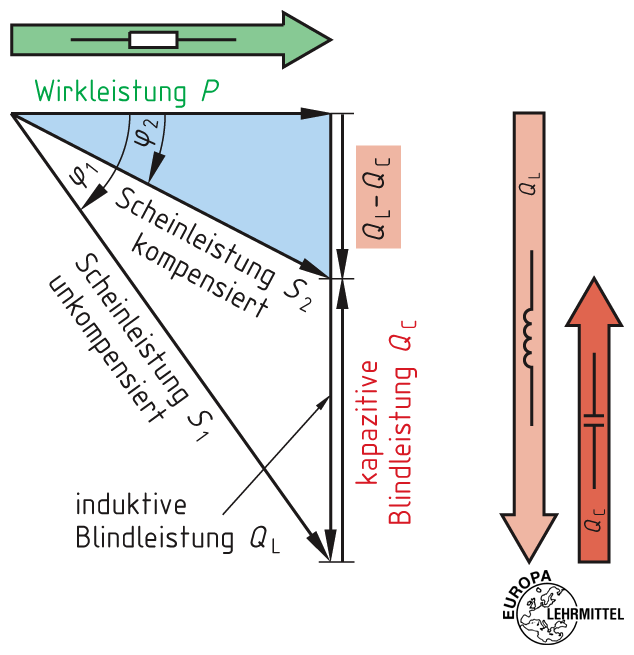 Wirkleistung P
φ1
φ2
Scheinleistung S2
kompensiert
Scheinleistung S1
unkompensiert
QL-QC
kapazitive
Blindleistung QC
induktive
Blindleistung QL
QL
QC
EUROPA
LEHRMITTEL